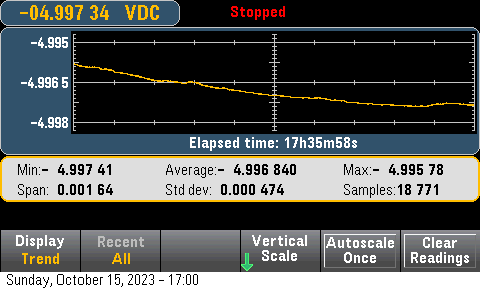 -04.997 34 VDC Stopped
-4.995
-4.996 5
-4.998
Elapsed time: 17h35m58s
Min:- 4.997 41 Average:- 4.996 840 Max:- 4.995 78
Span: 0.001 64 Std dev: 0.000 474 Samples:18 771
Display Recent Vertical Autoscale Clear
Trend All Scale Once Readings
Sunday, October 15, 2023 - 17:00